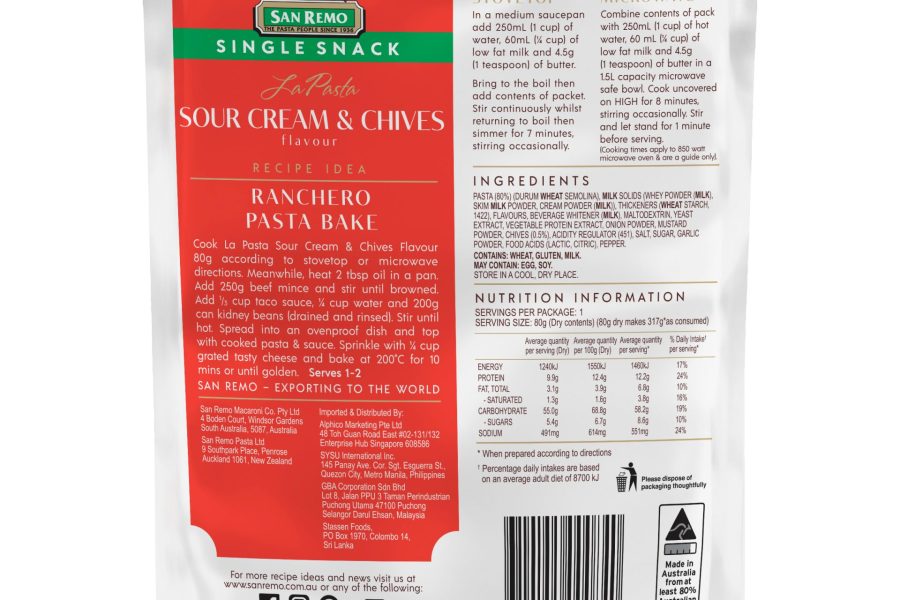 SAN REMO
THE PASTA PEOPLE SINCE 1936
SINGLE SNACK
La Pasta
SOUR CREAM & CHIVES
flavour
RECIPE IDEA
RANCHERO
PASTA BAKE
Cook La Pasta Sour Cream & Chives Flavour
80g according to stovetop or microwave
directions. Meanwhile, heat 2 tbsp oil in a pan.
Add 250g beef mince and stir until browned.
Add ⅓ cup taco sauce, ¼ cup water and 200g
can kidney beans (drained and rinsed). Stir until
hot. Spread into an ovenproof dish and top
with cooked pasta & sauce. Sprinkle with ¼ cup
grated tasty cheese and bake at 200°C for 10
mins or until golden. Serves 1-2
SAN REMO – EXPORTING TO THE WORLD
San Remo Macaroni Co. Pty Ltd
4 Boden Court, Windsor Gardens
South Australia, 5087, Australia
San Remo Pasta Ltd
9 Southpark Place, Penrose
Auckland 1061, New Zealand
Imported & Distributed By:
Alphico Marketing Pte Ltd
48 Toh Guan Road East #02-131/132
Enterprise Hub Singapore 608586
SYSU International Inc.
145 Panay Ave. Cor. Sgt. Esguerra St.,
Quezon City, Metro Manila, Philippines
GBA Corporation Sdn Bhd
Lot 8, Jalan PPU 3 Taman Perindustrian
Puchong Utama 47100 Puchong
Selangor Darul Ehsan, Malaysia
Stassen Foods,
PO Box 1970, Colombo 14,
Sri Lanka
For more recipe ideas and news visit us at
www.sanremo.com.au or any of the following:
STOVETOP
In a medium saucepan
add 250mL (1 cup) of
water, 60mL (¼ cup) of
low fat milk and 4.5g
(1 teaspoon) of butter.
Bring to the boil then
add contents of packet.
Stir continuously whilst
returning to boil then
simmer for 7 minutes,
stirring occasionally.
MICROWAVE
Combine contents of pack
with 250mL (1 cup) of hot
water, 60 mL (¼ cup) of
low fat milk and 4.5g
(1 teaspoon) of butter in a
1.5L capacity microwave
safe bowl. Cook uncovered
on HIGH for 8 minutes,
stirring occasionally. Stir
and let stand for 1 minute
before serving.
(Cooking times apply to 850 watt
microwave oven & are a guide only).
INGREDIENTS
PASTA (80%) (DURUM WHEAT SEMOLINA), MILK SOLIDS (WHEY POWDER (MILK),
SKIM MILK POWDER, CREAM POWDER (MILK)), THICKENERS (WHEAT STARCH,
1422), FLAVOURS, BEVERAGE WHITENER (MILK), MALTODEXTRIN, YEAST
EXTRACT, VEGETABLE PROTEIN EXTRACT, ONION POWDER, MUSTARD
POWDER, CHIVES (0.5%), ACIDITY REGULATOR (451), SALT, SUGAR, GARLIC
POWDER, FOOD ACIDS (LACTIC, CITRIC), PEPPER.
CONTAINS: WHEAT, GLUTEN, MILK.
MAY CONTAIN: EGG, SOY.
STORE IN A COOL, DRY PLACE.
NUTRITION INFORMATION
SERVINGS PER PACKAGE: 1
SERVING SIZE: 80g (Dry contents) (80g dry makes 317g*as consumed)
Average quantity Average quantity Average quantity % Daily Intake†
per serving (Dry) per 100g (Dry) per serving* per serving*
ENERGY 1240kJ 1550kJ 1460kJ 17%
PROTEIN 9.9g 12.4g 12.2g 24%
FAT, TOTAL 3.1g 3.9g 6.8g 10%
- SATURATED 1.3g 1.6g 3.8g 16%
CARBOHYDRATE 55.0g 68.8g 58.2g 19%
- SUGARS 5.4g 6.7g 8.6g 10%
SODIUM 491mg 614mg 551mg 24%
* When prepared according to directions
† Percentage daily intakes are based
on an average adult diet of 8700 kJ
Please dispose of
packaging thoughtfully
Made in
Australia
from at
least 80%
Australian